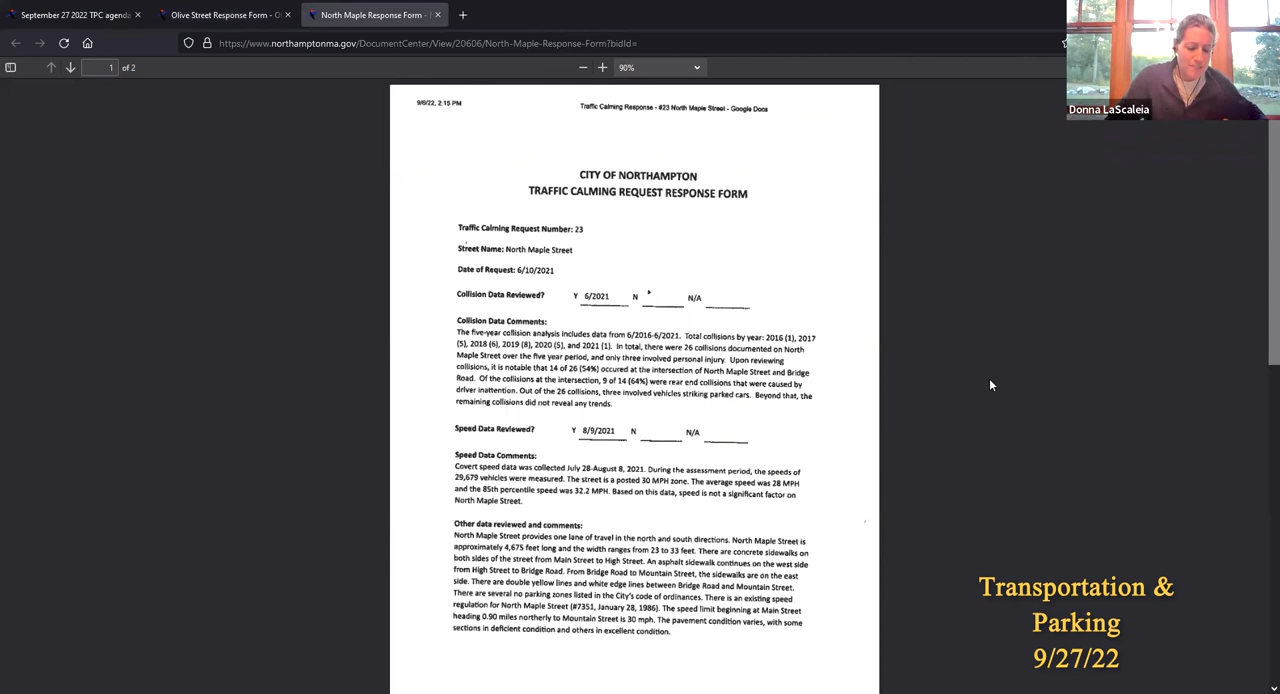 September 27 2022 TPC agenda
Olive Street Response Form - O
North Maple Response Form -
https://www.northamptonma.gov/DocumentCenter/View/20606/North-Maple-Response-Form?bidId=
1 of 2
90%
Donna LaScaleia
9/6/22, 2:15 PM
Traffic Calming Response - #23 North Maple Street - Google Docs
CITY OF NORTHAMPTON
TRAFFIC CALMING REQUEST RESPONSE FORM
Traffic Calming Request Number: 23
Street Name: North Maple Street
Date of Request: 6/10/2021
Collision Data Reviewed? Y 6/2021 N N/A
Collision Data Comments:
The five-year collision analysis includes data from 6/2016-6/2021. Total collisions by year: 2016 (1), 2017
(5), 2018 (6), 2019 (8), 2020 (5), and 2021 (1). In total, there were 26 collisions documented on North
Maple Street over the five year period, and only three involved personal injury. Upon reviewing
collisions, it is notable that 14 of 26 (54%) occured at the intersection of North Maple Street and Bridge
Road. Of the collisions at the intersection, 9 of 14 (64%) were rear end collisions that were caused by
driver inattention. Out of the 26 collisions, three involved vehicles striking parked cars. Beyond that, the
remaining collisions did not reveal any trends.
Speed Data Reviewed? Y 8/9/2021 N N/A
Speed Data Comments:
Covert speed data was collected July 28-August 8, 2021. During the assessment period, the speeds of
29,679 vehicles were measured. The street is a posted 30 MPH zone. The average speed was 28 MPH
and the 85th percentile speed was 32.2 MPH. Based on this data, speed is not a significant factor on
North Maple Street.
Other data reviewed and comments:
North Maple Street provides one lane of travel in the north and south directions. North Maple Street is
approximately 4,675 feet long and the width ranges from 23 to 33 feet. There are concrete sidewalks on
both sides of the street from Main Street to High Street. An asphalt sidewalk continues on the west side
from High Street to Bridge Road. From Bridge Road to Mountain Street, the sidewalks are on the east
side. There are double yellow lines and white edge lines between Bridge Road and Mountain Street.
There are several no parking zones listed in the City's code of ordinances. There is an existing speed
regulation for North Maple Street (#7351, January 28, 1986). The speed limit beginning at Main Street
heading 0.90 miles northerly to Mountain Street is 30 mph. The pavement condition varies, with some
sections in deficient condition and others in excellent condition.
Transportation &
Parking
9/27/22